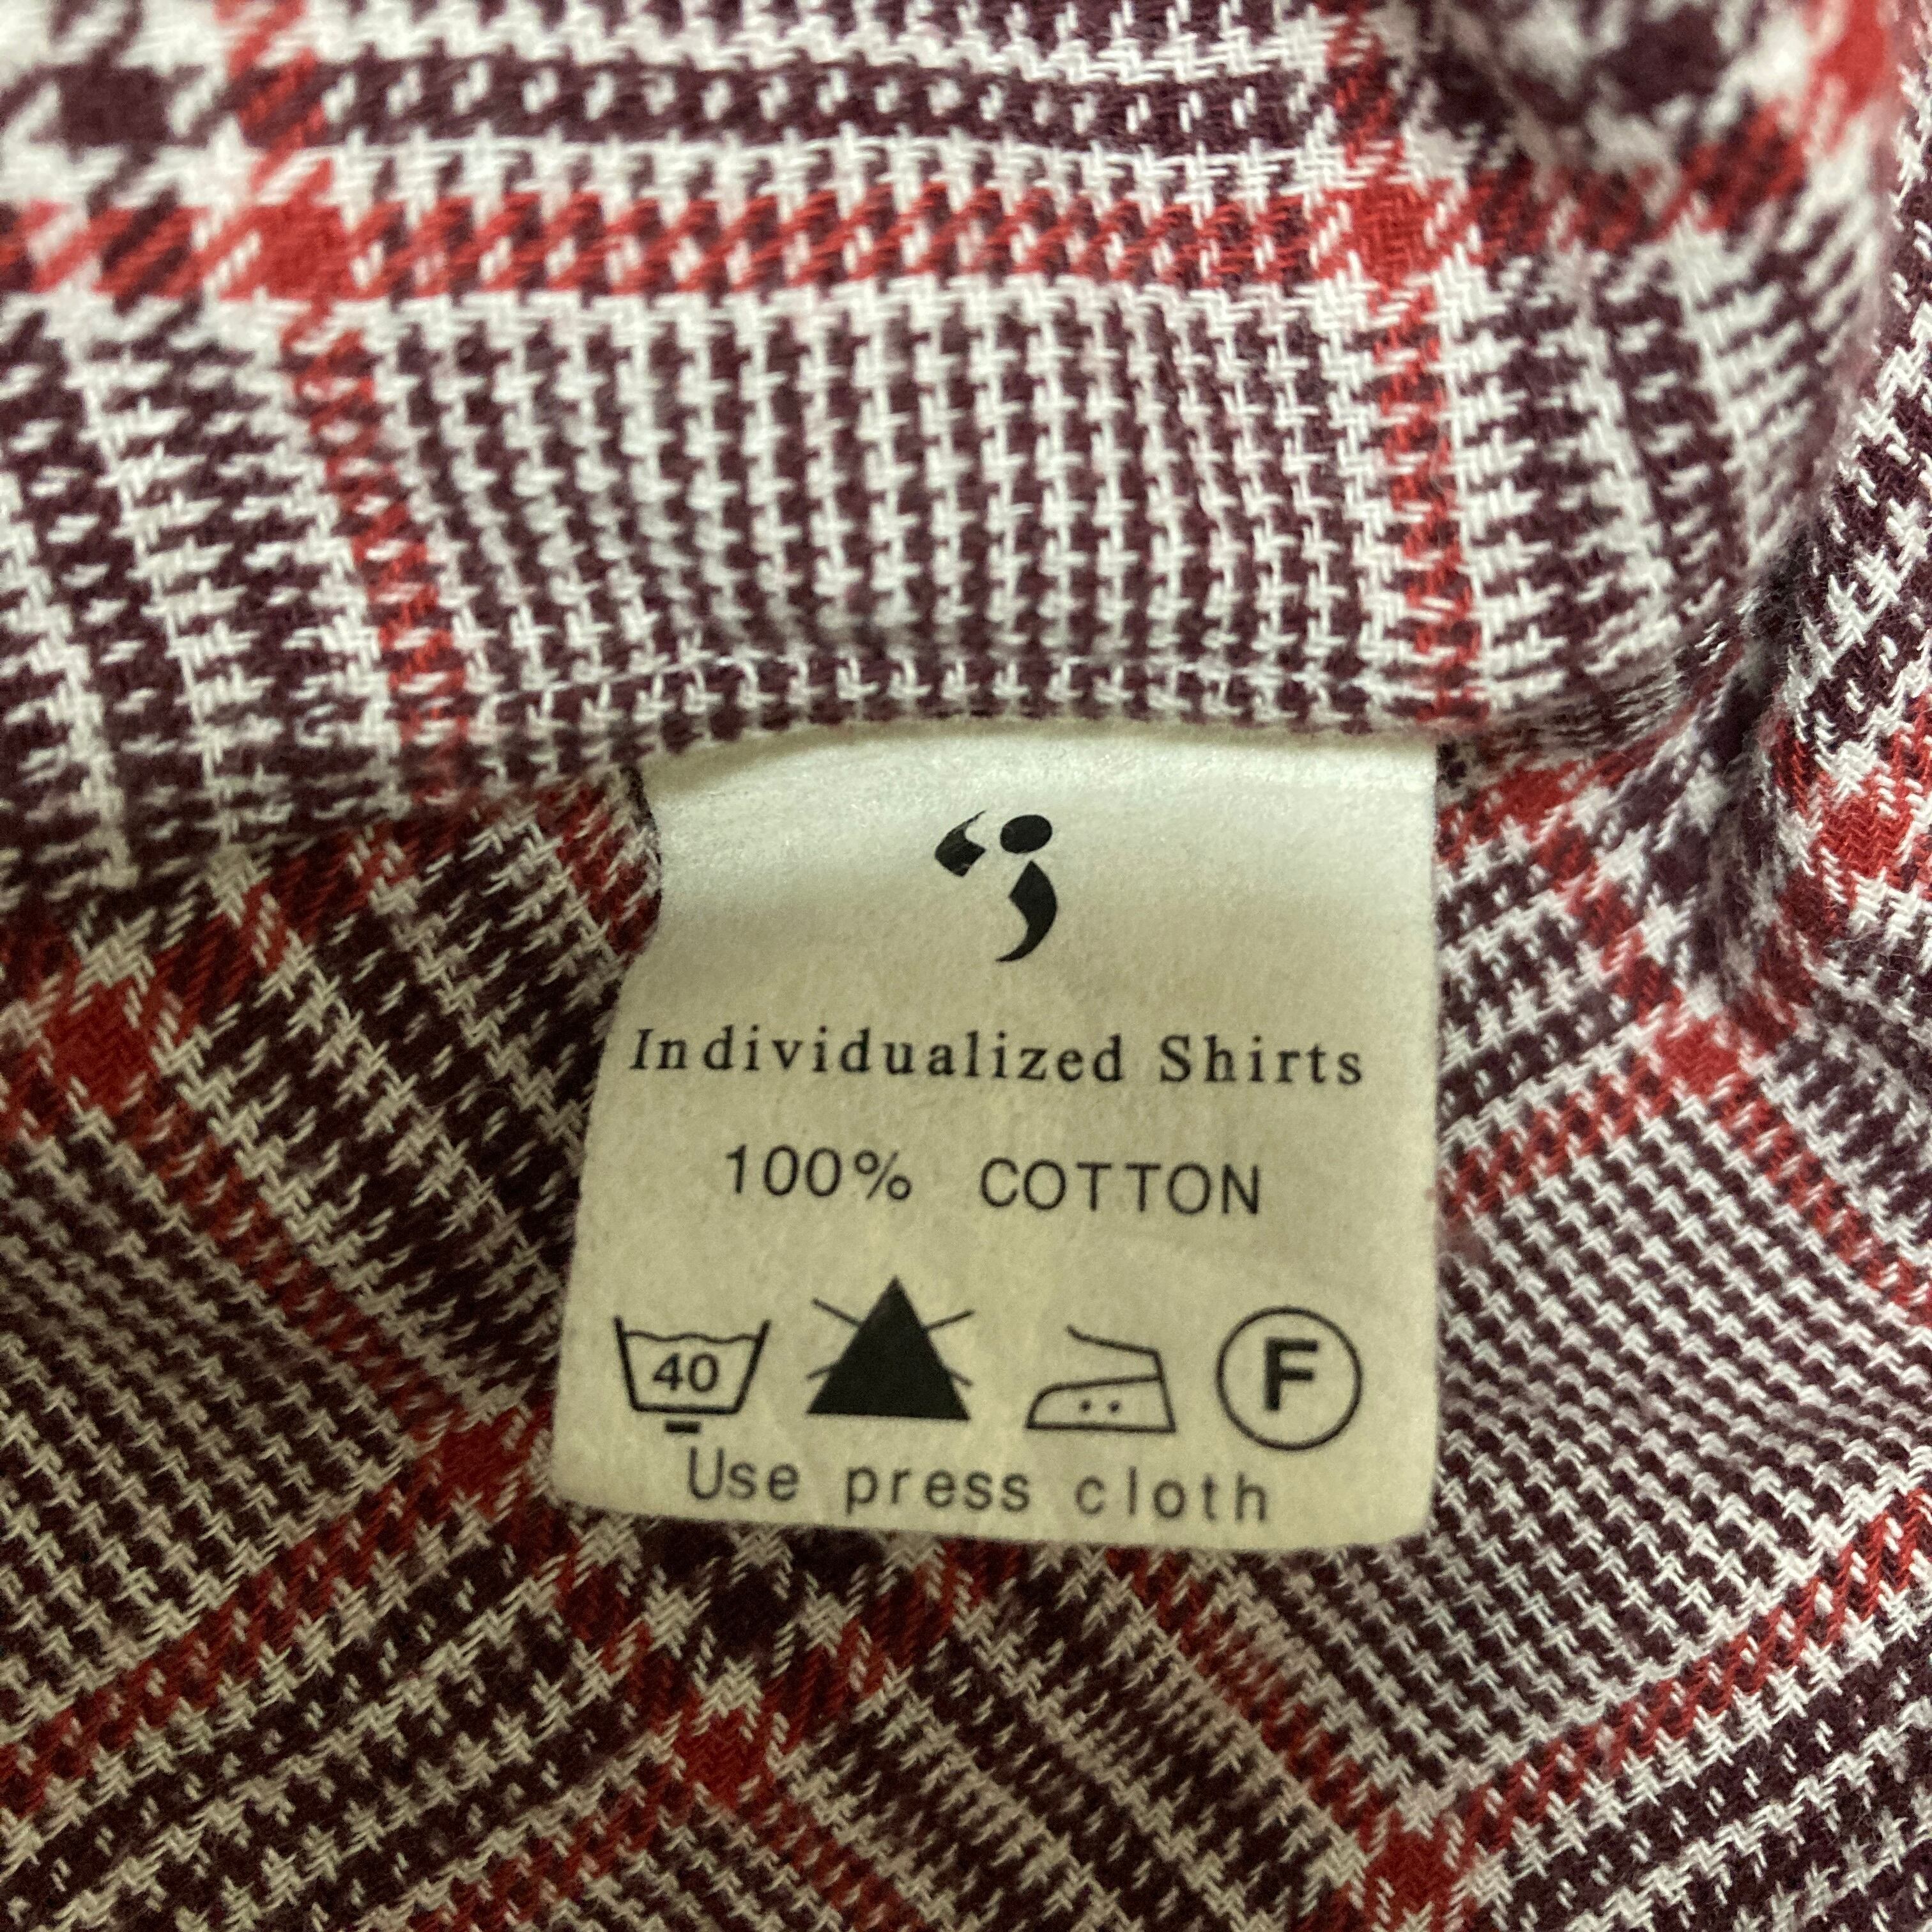 Individualized Shirts
100% COTTON
40 F
Use press cloth